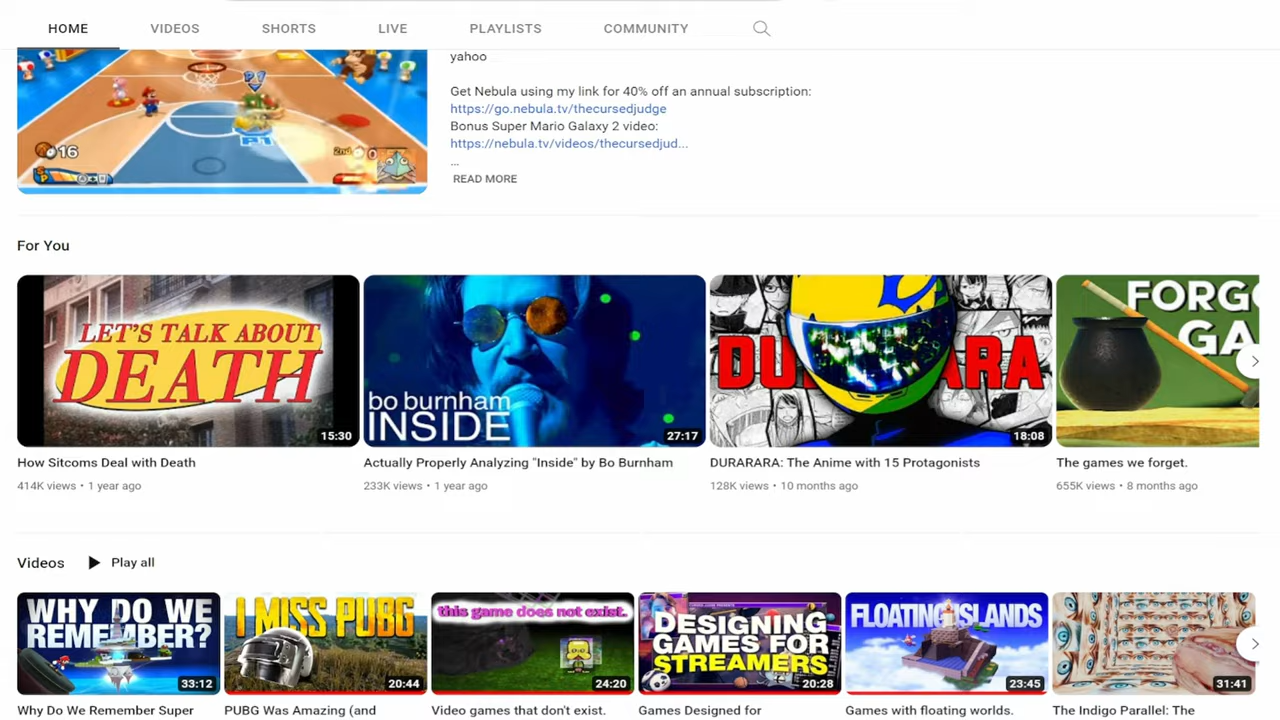 HOME
VIDEOS
SHORTS
LIVE
PLAYLISTS
COMMUNITY
yahoo
Get Nebula using my link for 40% off an annual subscription:
https://go.nebula.tv/thecursedjudge
Bonus Super Mario Galaxy 2 video:
https://nebula.tv/videos/thecursedjud...
...
READ MORE
P1
P1
16
2nd
0
For You
LET'S TALK ABOUT
DEATH
15:30
bo burnham
INSIDE
27:17
DU
ARA
18:08
FORG
GA
How Sitcoms Deal with Death
414K views • 1 year ago
Actually Properly Analyzing "Inside" by Bo Burnham
233K views • 1 year ago
DURARARA: The Anime with 15 Protagonists
128K views • 10 months ago
The games we forget.
655K views • 8 months ago
Videos
Play all
WHY DO WE
REMEMBER?
33:12
I MISS PUBG
20:44
this game does not exist.
24:20
DESIGNING
GAMES FOR
STREAMERS
20:28
FLOATING ISLANDS
23:45
31:41
Why Do We Remember Super
PUBG Was Amazing (and
Video games that don't exist.
Games Designed for
Games with floating worlds.
The Indigo Parallel: The